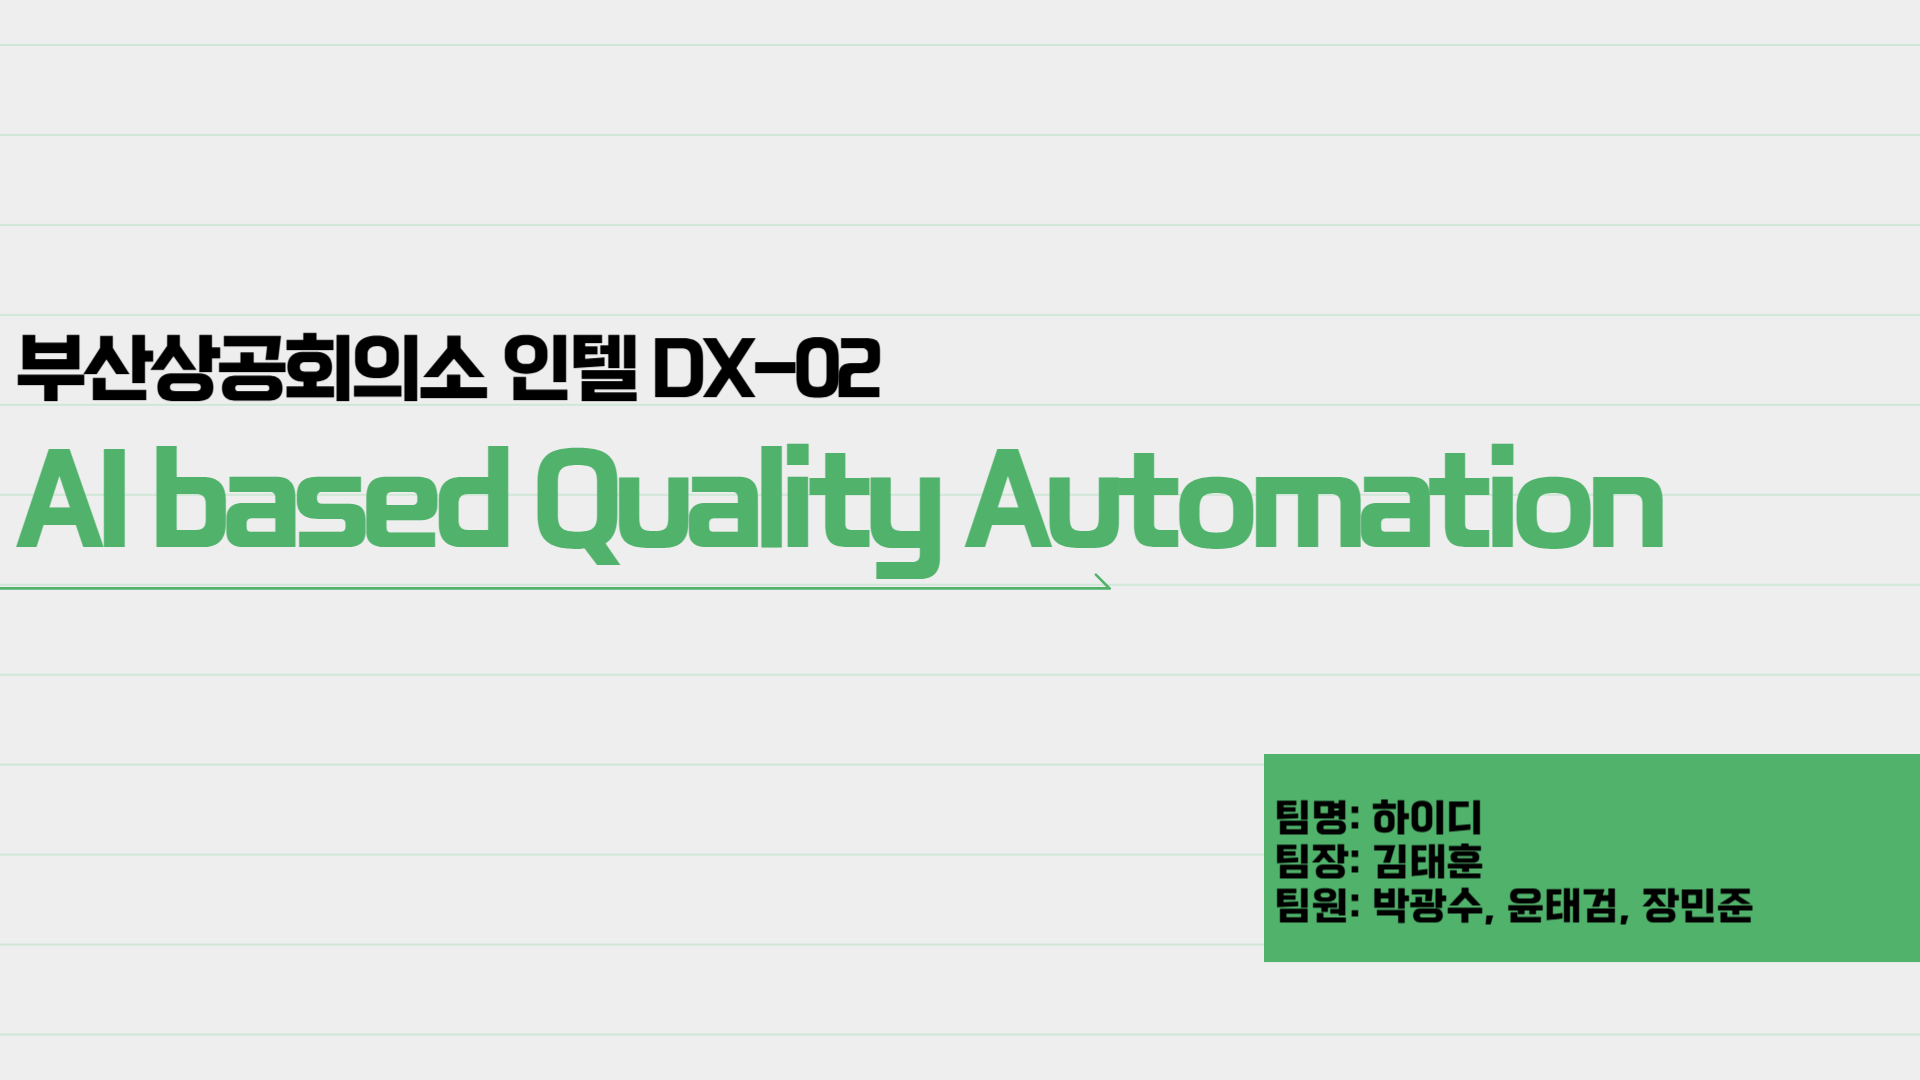 부산상공회의소 인텔 DX-02
AI based Quality Automation
팀명: 하이디
팀장: 김태훈
팀원: 박광수, 윤태검, 장민준